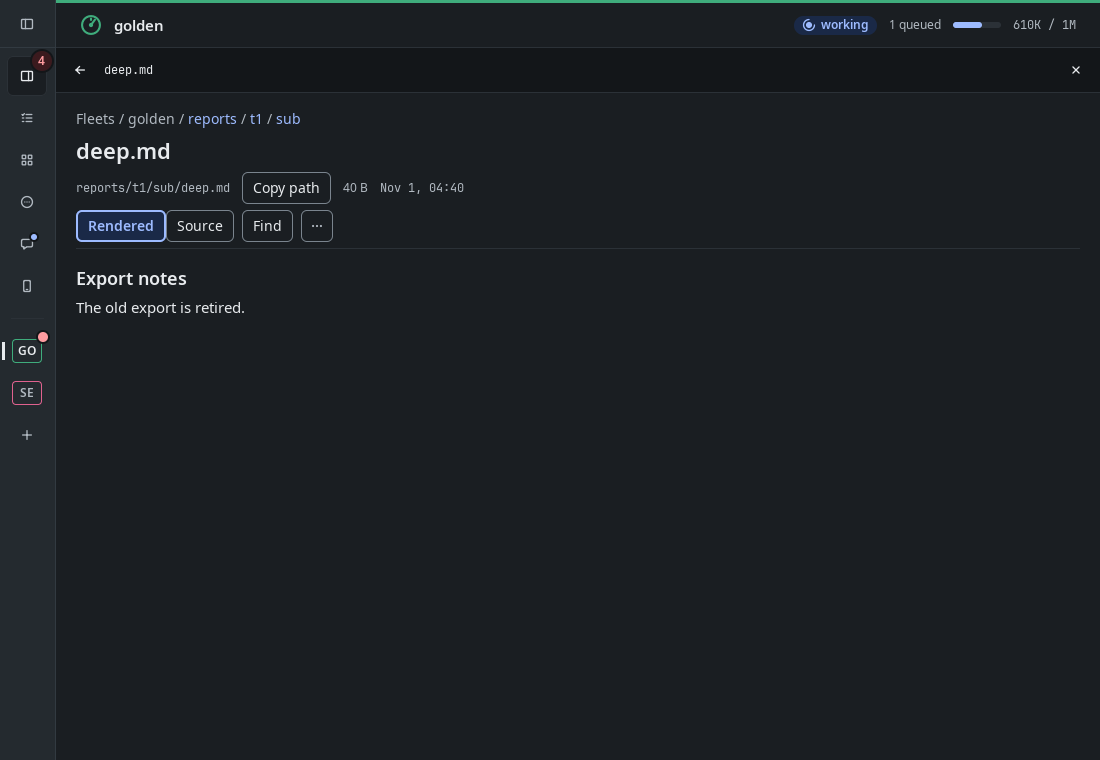 golden
working
1 queued
610K / 1M
4
deep.md
Fleets / golden / reports / t1 / sub
deep.md
reports/t1/sub/deep.md
Copy path
40 B
Nov 1, 04:40
Rendered
Source
Find
···
Export notes
The old export is retired.
GO
SE